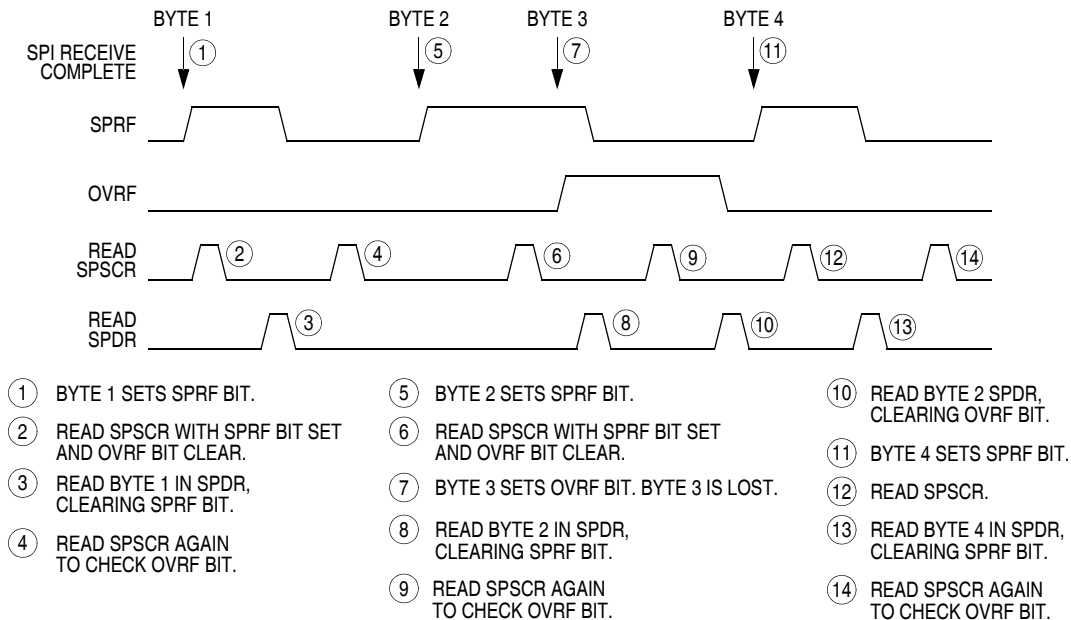 BYTE 1
BYTE 2
BYTE 3
BYTE 4
SPI RECEIVE
COMPLETE
1
5
7
11
SPRF
OVRF
READ
SPSCR
2
4
6
9
12
14
READ
SPDR
3
8
10
13
1 BYTE 1 SETS SPRF BIT.
2 READ SPSCR WITH SPRF BIT SET
AND OVRF BIT CLEAR.
3 READ BYTE 1 IN SPDR,
CLEARING SPRF BIT.
4 READ SPSCR AGAIN
TO CHECK OVRF BIT.
5 BYTE 2 SETS SPRF BIT.
6 READ SPSCR WITH SPRF BIT SET
AND OVRF BIT CLEAR.
7 BYTE 3 SETS OVRF BIT. BYTE 3 IS LOST.
8 READ BYTE 2 IN SPDR,
CLEARING SPRF BIT.
9 READ SPSCR AGAIN
TO CHECK OVRF BIT.
10 READ BYTE 2 SPDR,
CLEARING OVRF BIT.
11 BYTE 4 SETS SPRF BIT.
12 READ SPSCR.
13 READ BYTE 4 IN SPDR,
CLEARING SPRF BIT.
14 READ SPSCR AGAIN
TO CHECK OVRF BIT.